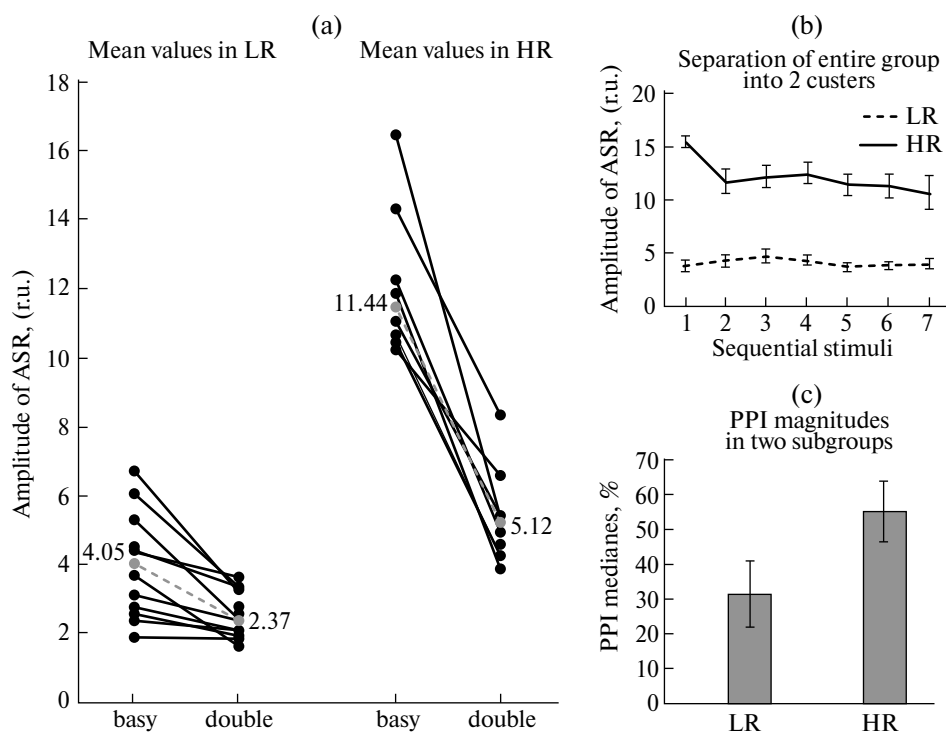 (a)
Mean values in LR
Mean values in HR
Amplitude of ASR, (r.u.)
18
16
14
12
10
8
6
4
2
0
4.05
2.37
11.44
5.12
basy
double
basy
double
(b)
Separation of entire group
into 2 custers
Amplitude of ASR, (r.u.)
20
15
10
5
0
LR
HR
1 2 3 4 5 6 7
Sequential stimuli
(c)
PPI magnitudes
in two subgroups
PPI medianes, %
70
60
50
40
30
20
10
0
LR
HR